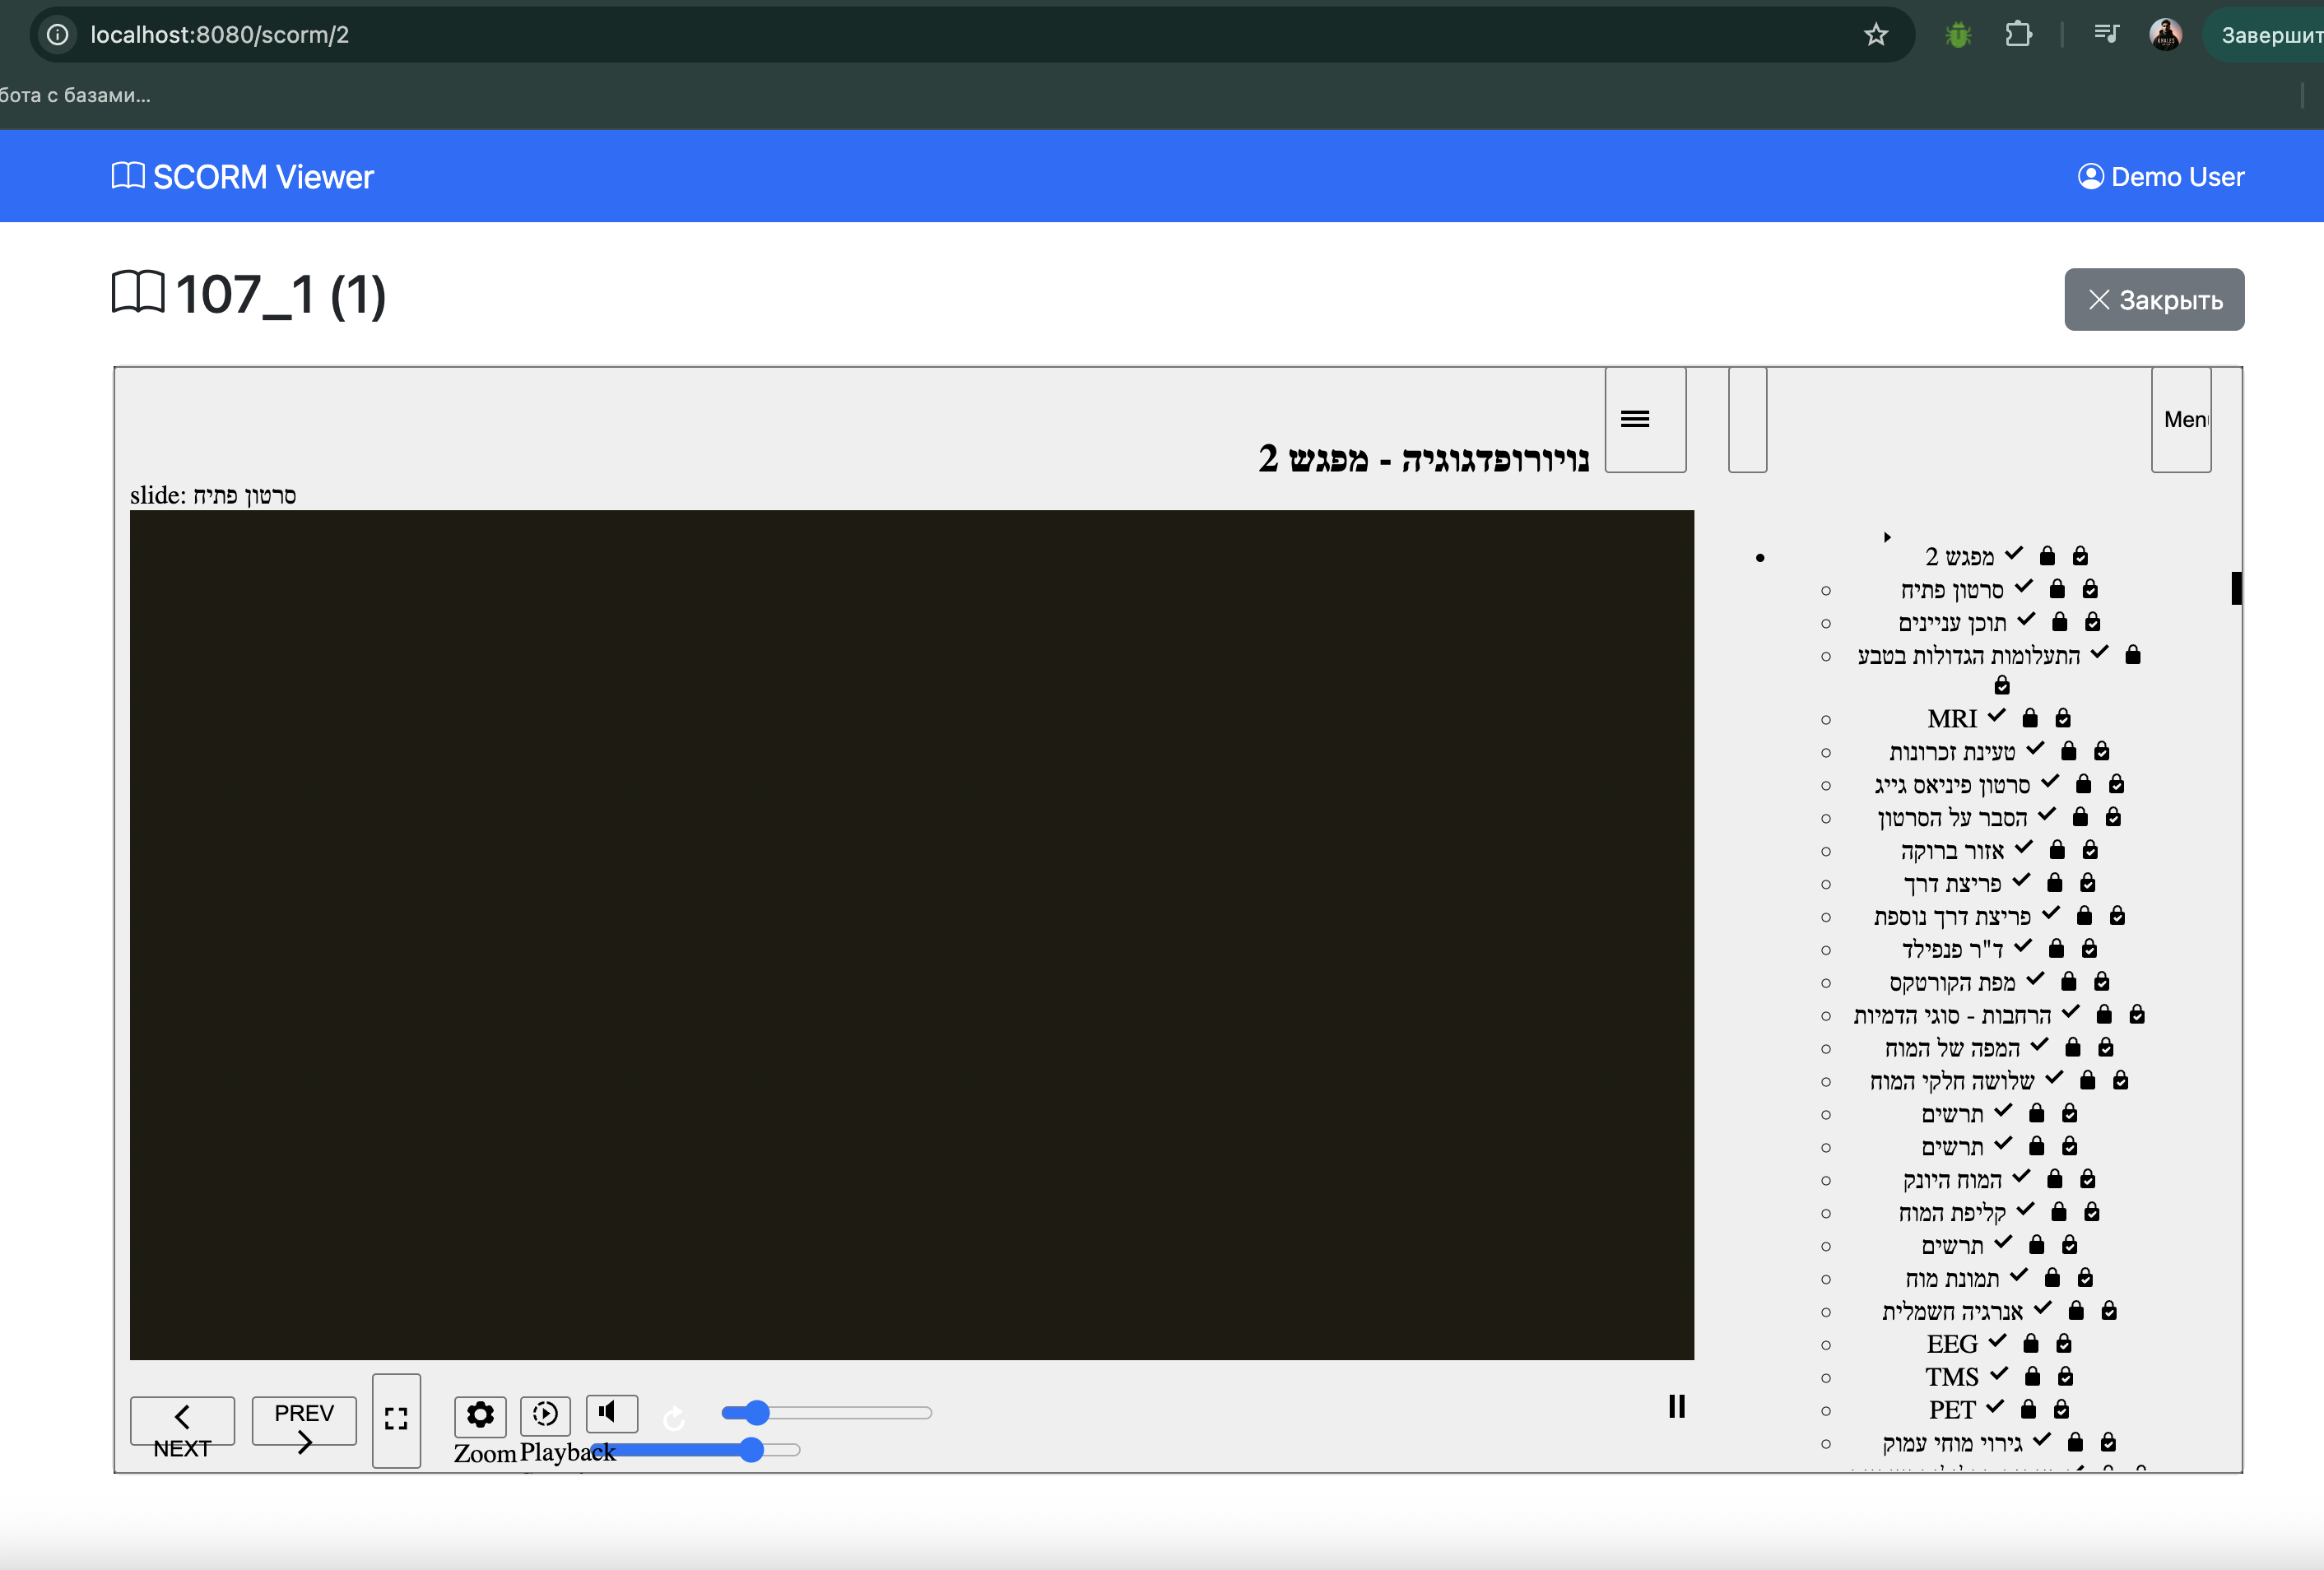 localhost:8080/scorm/2
Завершит
бота с базами...
SCORM Viewer
Demo User
107_1 (1)
Закрыть
Men
נויורופדגוגיה - מפגש 2
slide: סרטון פתיח
מפגש 2
סרטון פתיח
תוכן עניינים
התעלומות הגדולות בטבע
MRI
טעינת זכרונות
סרטון פיניאס גייג
הסבר על הסרטון
אזור ברוקה
פריצת דרך
פריצת דרך נוספת
ד"ר פנפילד
מפת הקורטקס
הרחבות - סוגי הדמיות
המפה של המוח
שלושה חלקי המוח
תרשים
תרשים
המוח היונק
קליפת המוח
תרשים
תמונת מוח
אנרגיה חשמלית
EEG
TMS
PET
גירוי מוחי עמוק
NEXT
PREV
Zoom
Playback